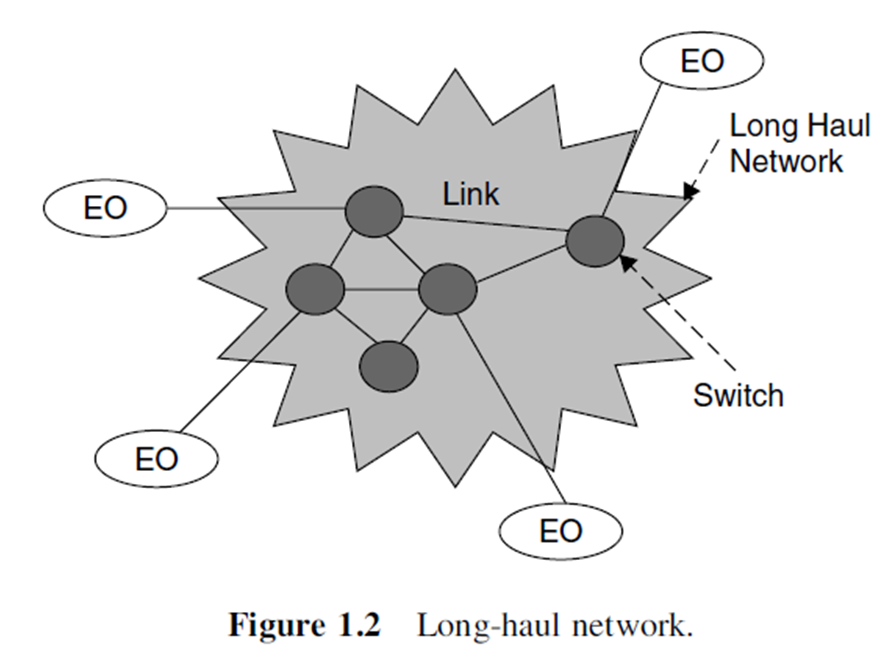 EO
Long Haul
Network
Link
EO
Switch
EO
EO
Figure 1.2 Long-haul network.